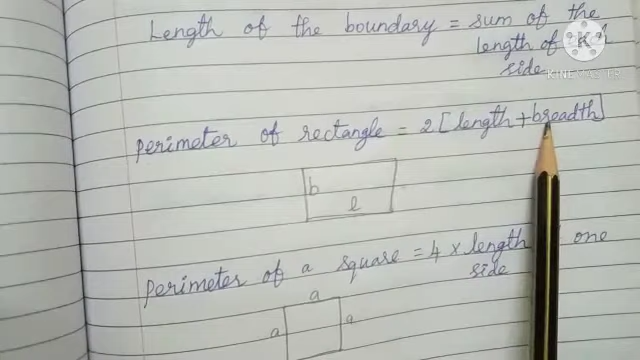 Length of the boundary = sum of the
length of
side
KINEMASTER
perimeter of rectangle = 2 [length + breadth]
b
l
perimeter of a square = 4 x length one
side
a
a a